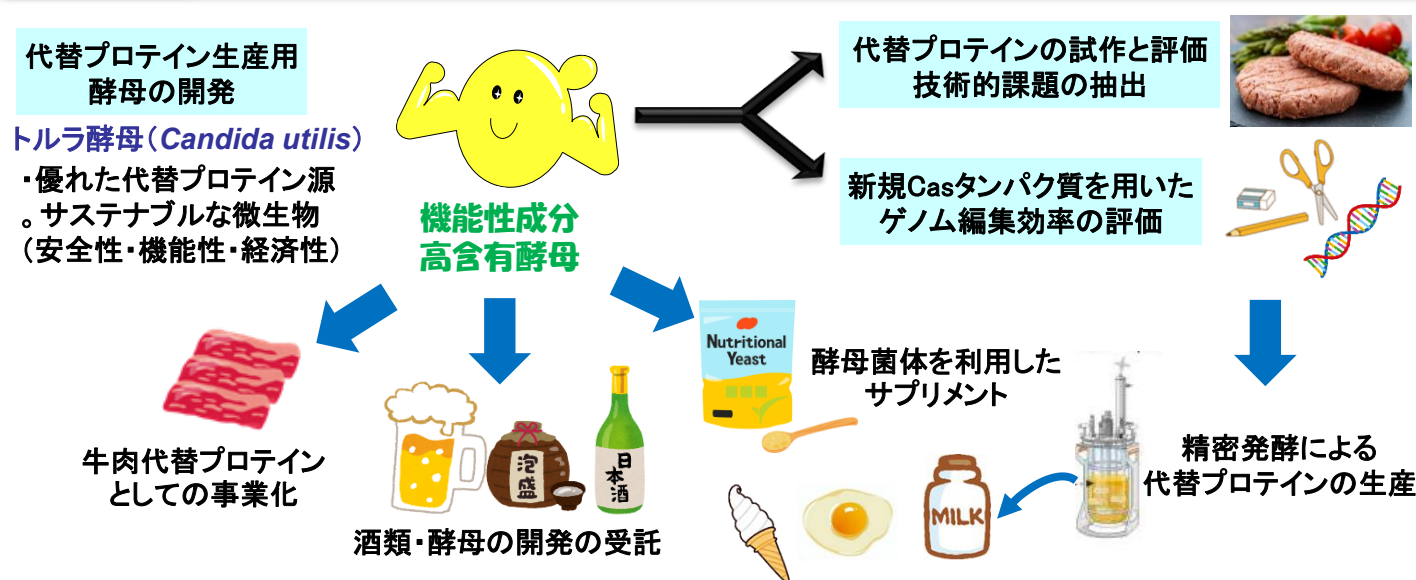 代替プロテイン生産用
酵母の開発
トルラ酵母（Candida utilis）
・優れた代替プロテイン源
。サステナブルな微生物
（安全性・機能性・経済性）
機能性成分
高含有酵母
代替プロテインの試作と評価
技術的課題の抽出
新規Casタンパク質を用いた
ゲノム編集効率の評価
牛肉代替プロテイン
としての事業化
泡盛
日本酒
酒類・酵母の開発の受託
Nutritional
Yeast
酵母菌体を利用した
サプリメント
MILK
精密発酵による
代替プロテインの生産